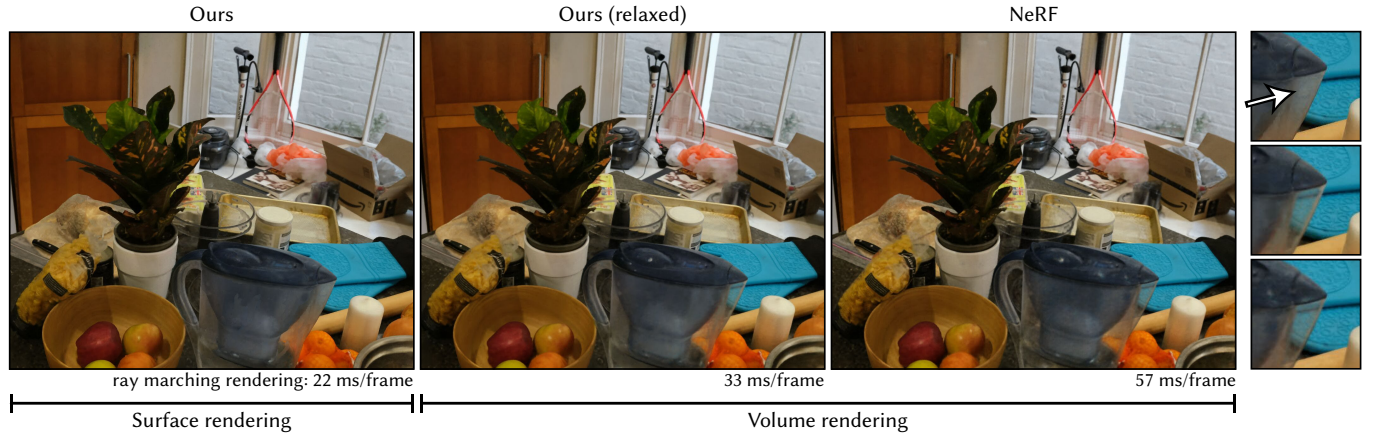 Ours
Ours (relaxed)
NeRF
ray marching rendering: 22 ms/frame
33 ms/frame
57 ms/frame
Surface rendering
Volume rendering